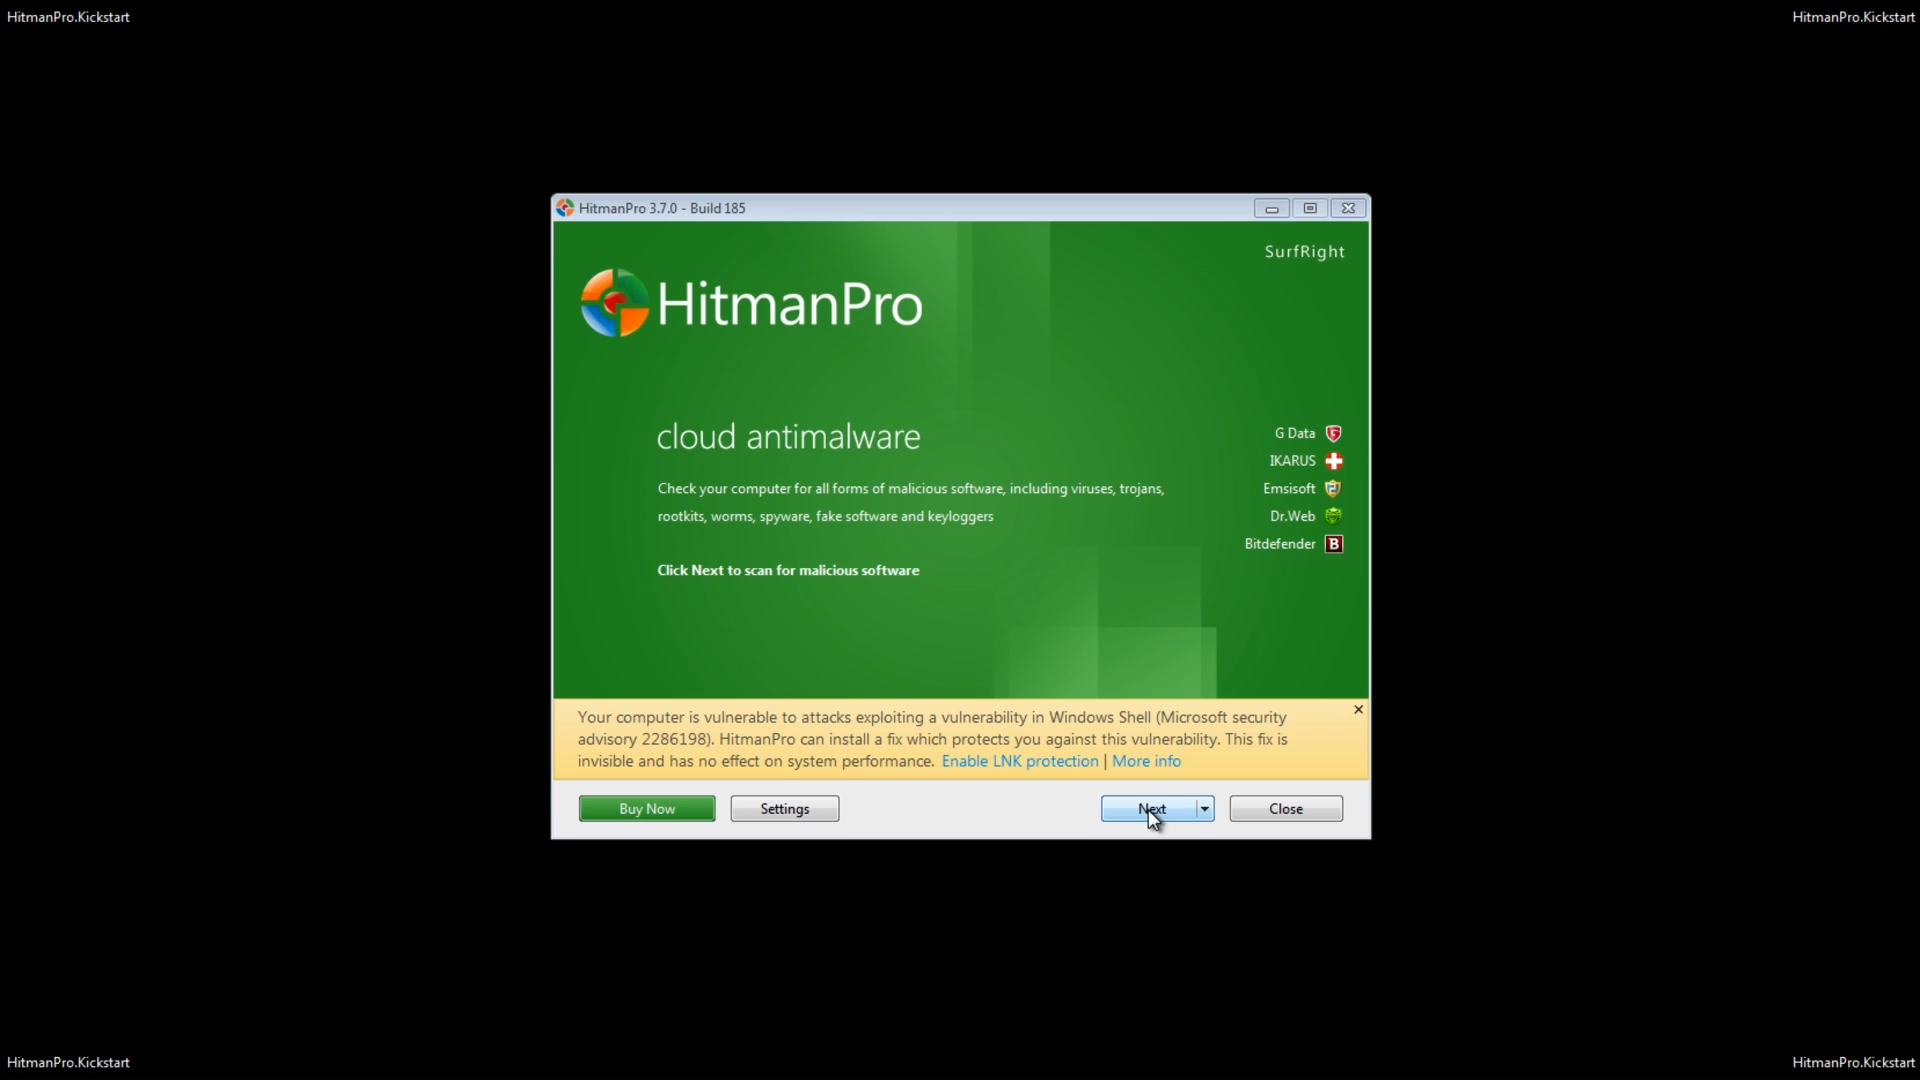 HitmanPro.Kickstart
HitmanPro.Kickstart
HitmanPro 3.7.0 - Build 185
SurfRight
HitmanPro
cloud antimalware
Check your computer for all forms of malicious software, including viruses, trojans,
rootkits, worms, spyware, fake software and keyloggers
Click Next to scan for malicious software
G Data
IKARUS
Emsisoft
Dr.Web
Bitdefender
B
Your computer is vulnerable to attacks exploiting a vulnerability in Windows Shell (Microsoft security
advisory 2286198). HitmanPro can install a fix which protects you against this vulnerability. This fix is
invisible and has no effect on system performance. Enable LNK protection | More info
Buy Now
Settings
Next
Close
HitmanPro.Kickstart
HitmanPro.Kickstart